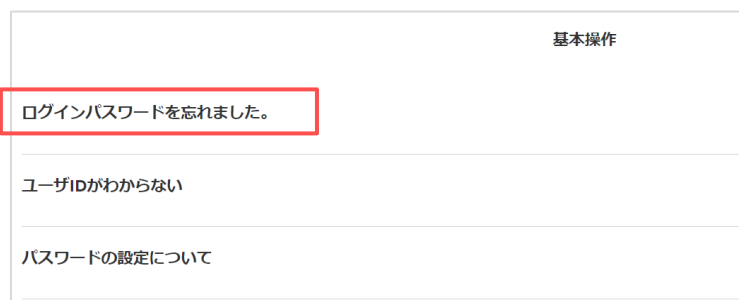 基本操作
ログインパスワードを忘れました。
ユーザIDがわからない
パスワードの設定について